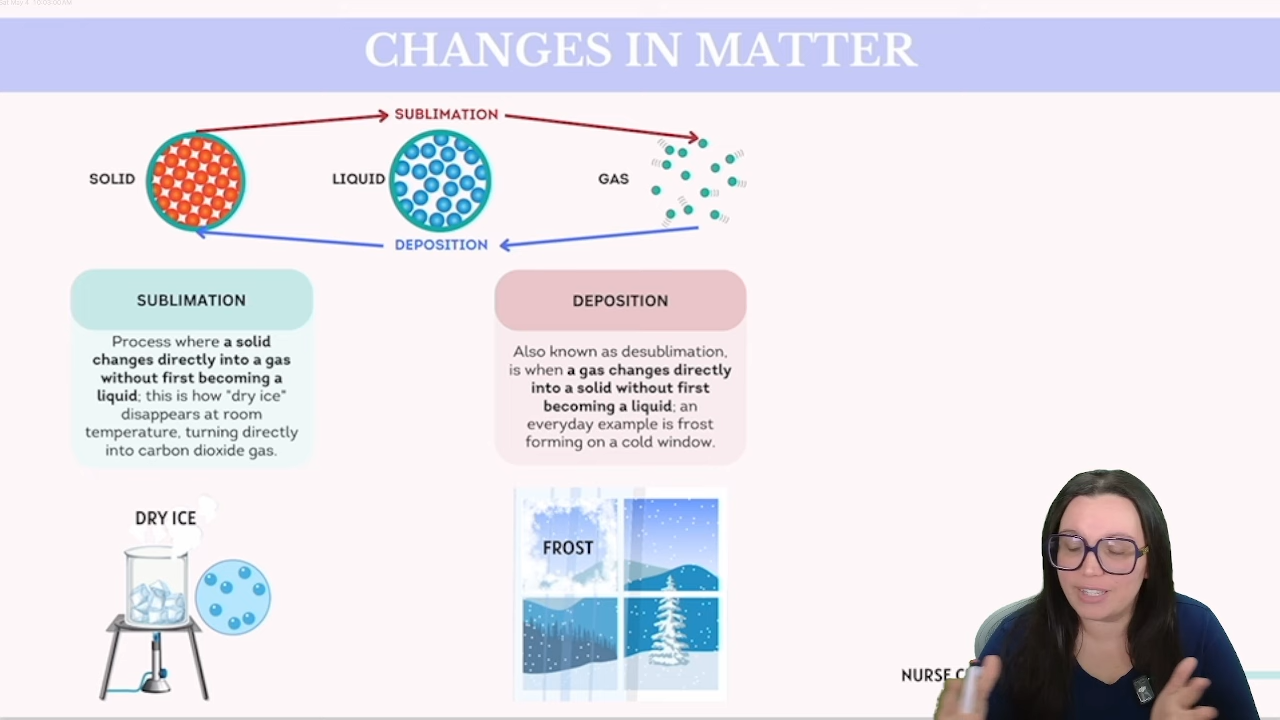 CHANGES IN MATTER
SUBLIMATION
SOLID
LIQUID
GAS
DEPOSITION
SUBLIMATION
Process where a solid
changes directly into a gas
without first becoming a
liquid; this is how "dry ice"
disappears at room
temperature, turning directly
into carbon dioxide gas.
DEPOSITION
Also known as desublimation,
is when a gas changes directly
into a solid without first
becoming a liquid; an
everyday example is frost
forming on a cold window.
DRY ICE
FROST
NURSE